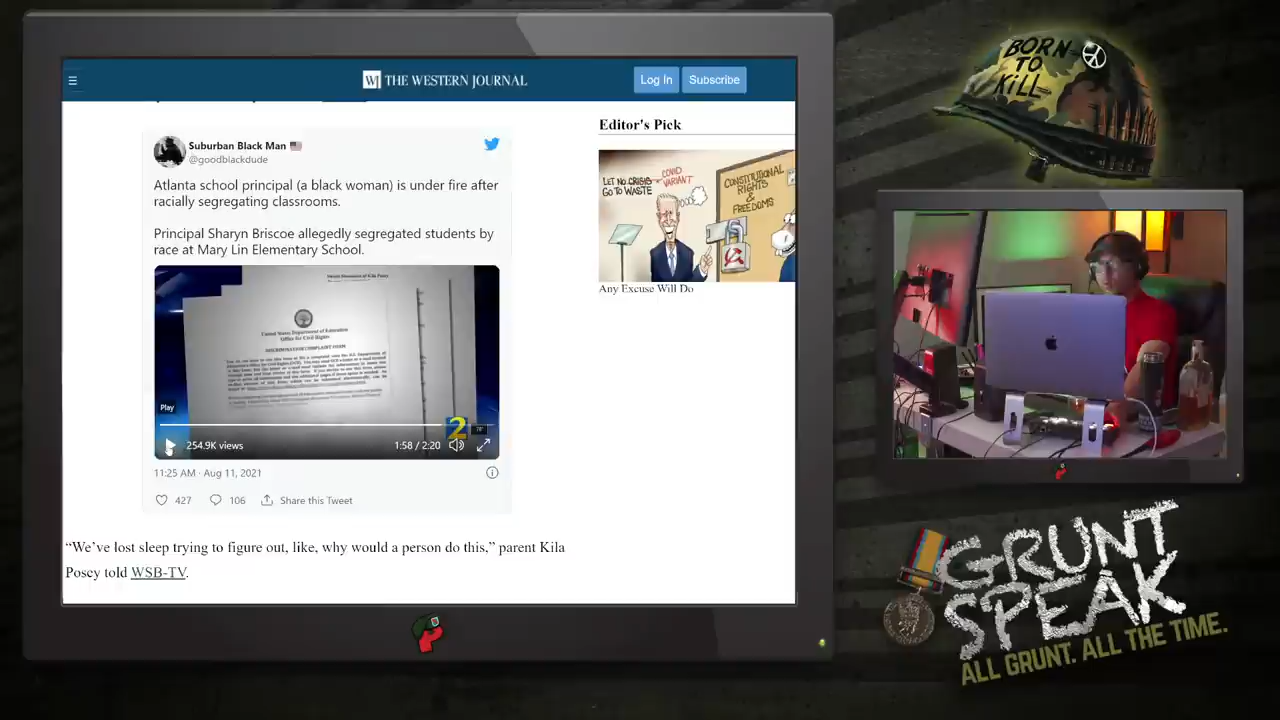 THE WESTERN JOURNAL
Log In
Subscribe
Suburban Black Man
@goodblackdude
Atlanta school principal (a black woman) is under fire after
racially segregating classrooms.
Principal Sharyn Briscoe allegedly segregated students by
race at Mary Lin Elementary School.
United States Department of Education
Office for Civil Rights
DISCRIMINATION COMPLAINT FORM
Play
2
254.9K views
1:58 / 2:20
11:25 AM · Aug 11, 2021
427
106
Share this Tweet
“We’ve lost sleep trying to figure out, like, why would a person do this,” parent Kila
Posey told WSB-TV.
Editor's Pick
LET NO CRISIS
GO TO WASTE
COVID
VARIANT
CONSTITUTIONAL
RIGHTS &
FREEDOMS
Any Excuse Will Do
BORN
TO
KILL
GRUNT
SPEAK
ALL GRUNT. ALL THE TIME.